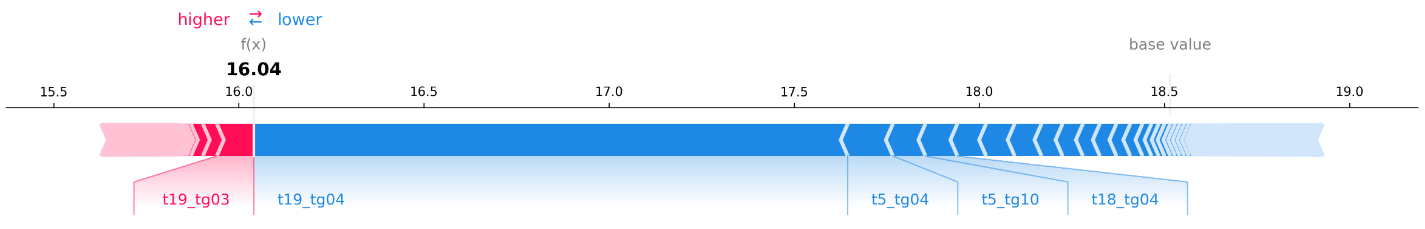 higher ⇄ lower
f(x) base value
16.04
15.5 16.0 16.5 17.0 17.5 18.0 18.5 19.0
t19_tg03 t19_tg04 t5_tg04 t5_tg10 t18_tg04